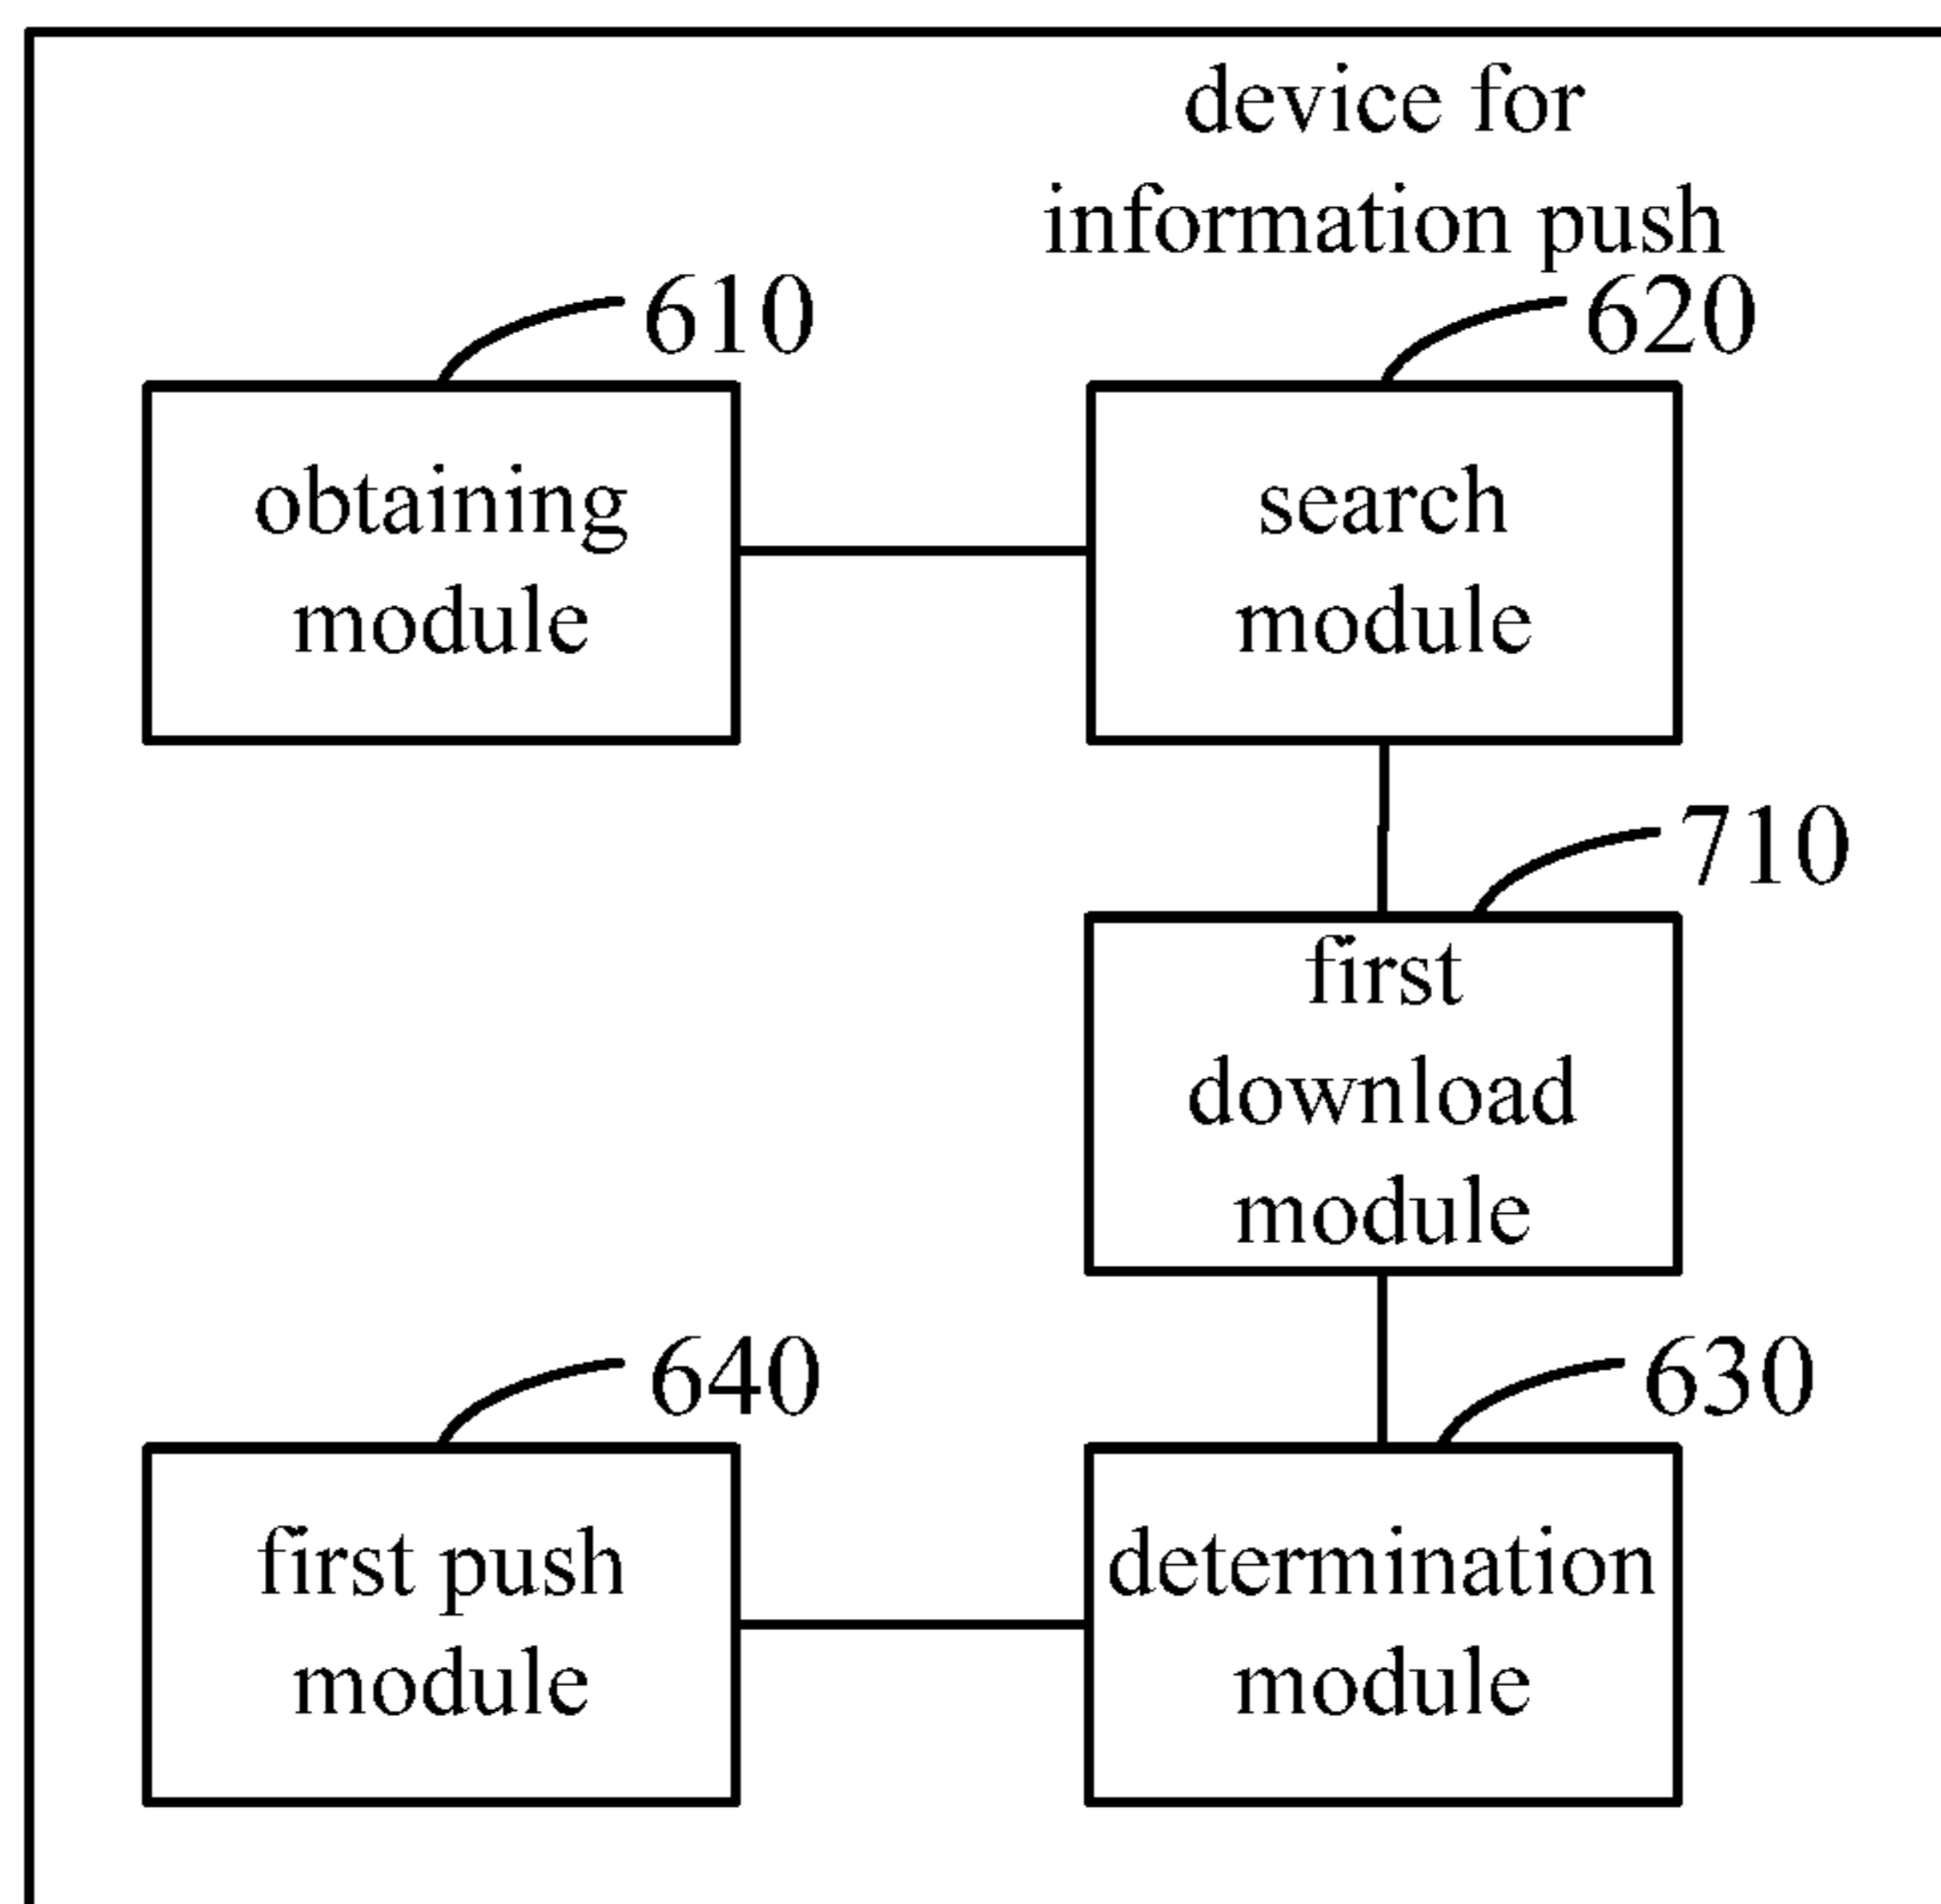 device for
information push
610
620
obtaining
module
search
module
710
first
download
module
640
630
first push
module
determination
module